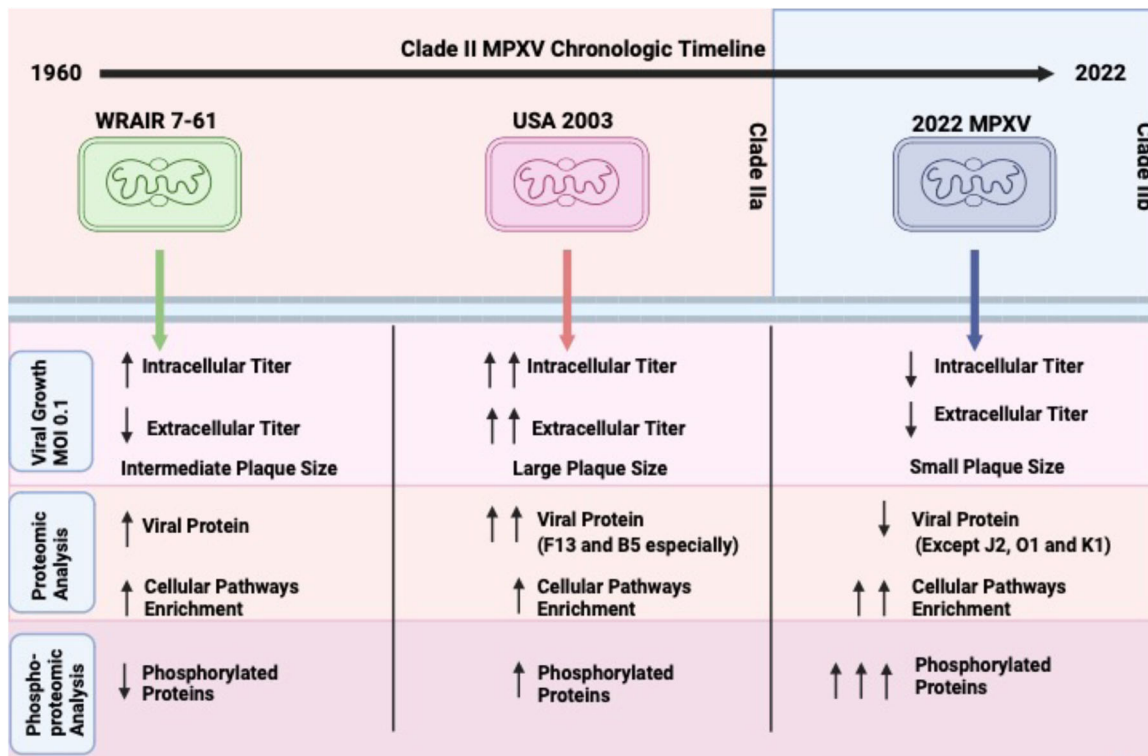 Clade II MPXV Chronologic Timeline
1960
2022
WRAIR 7-61
USA 2003
2022 MPXV
Clade IIa
Clade IIb
Viral Growth
MOI 0.1
Intracellular Titer
Extracellular Titer
Intermediate Plaque Size
Intracellular Titer
Extracellular Titer
Large Plaque Size
Intracellular Titer
Extracellular Titer
Small Plaque Size
Proteomic
Analysis
Viral Protein
Cellular Pathways
Enrichment
Viral Protein
(F13 and B5 especially)
Cellular Pathways
Enrichment
Viral Protein
(Except J2, O1 and K1)
Cellular Pathways
Enrichment
Phospho-
proteomic
Analysis
Phosphorylated
Proteins
Phosphorylated
Proteins
Phosphorylated
Proteins